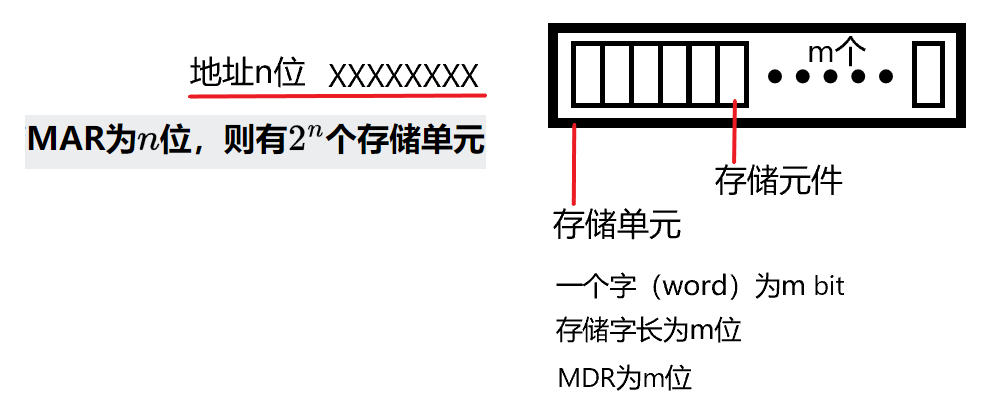 地址n位 XXXXXXXX
MAR为n位，则有2ⁿ个存储单元
m个
存储元件
存储单元
一个字（word）为m bit
存储字长为m位
MDR为m位